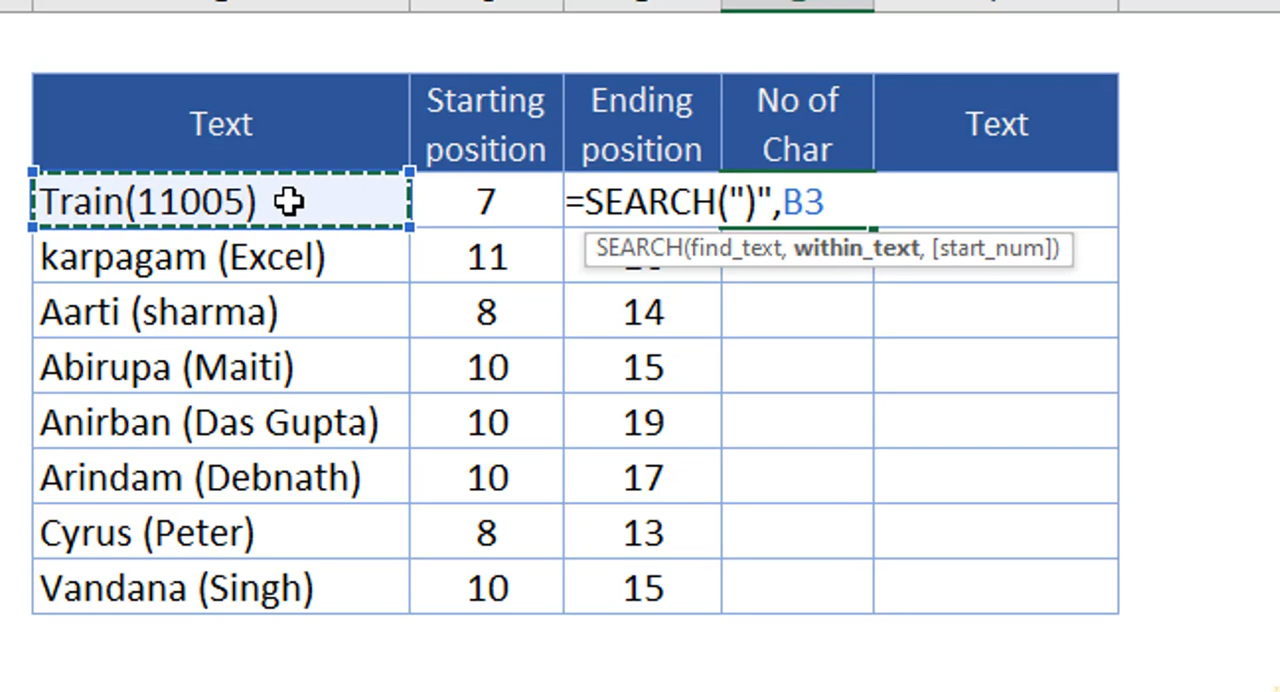 Text Starting position Ending position No of Char Text
Train(11005) 7 =SEARCH(")",B3
SEARCH(find_text, within_text, [start_num])
karpagam (Excel) 11
Aarti (sharma) 8 14
Abirupa (Maiti) 10 15
Anirban (Das Gupta) 10 19
Arindam (Debnath) 10 17
Cyrus (Peter) 8 13
Vandana (Singh) 10 15